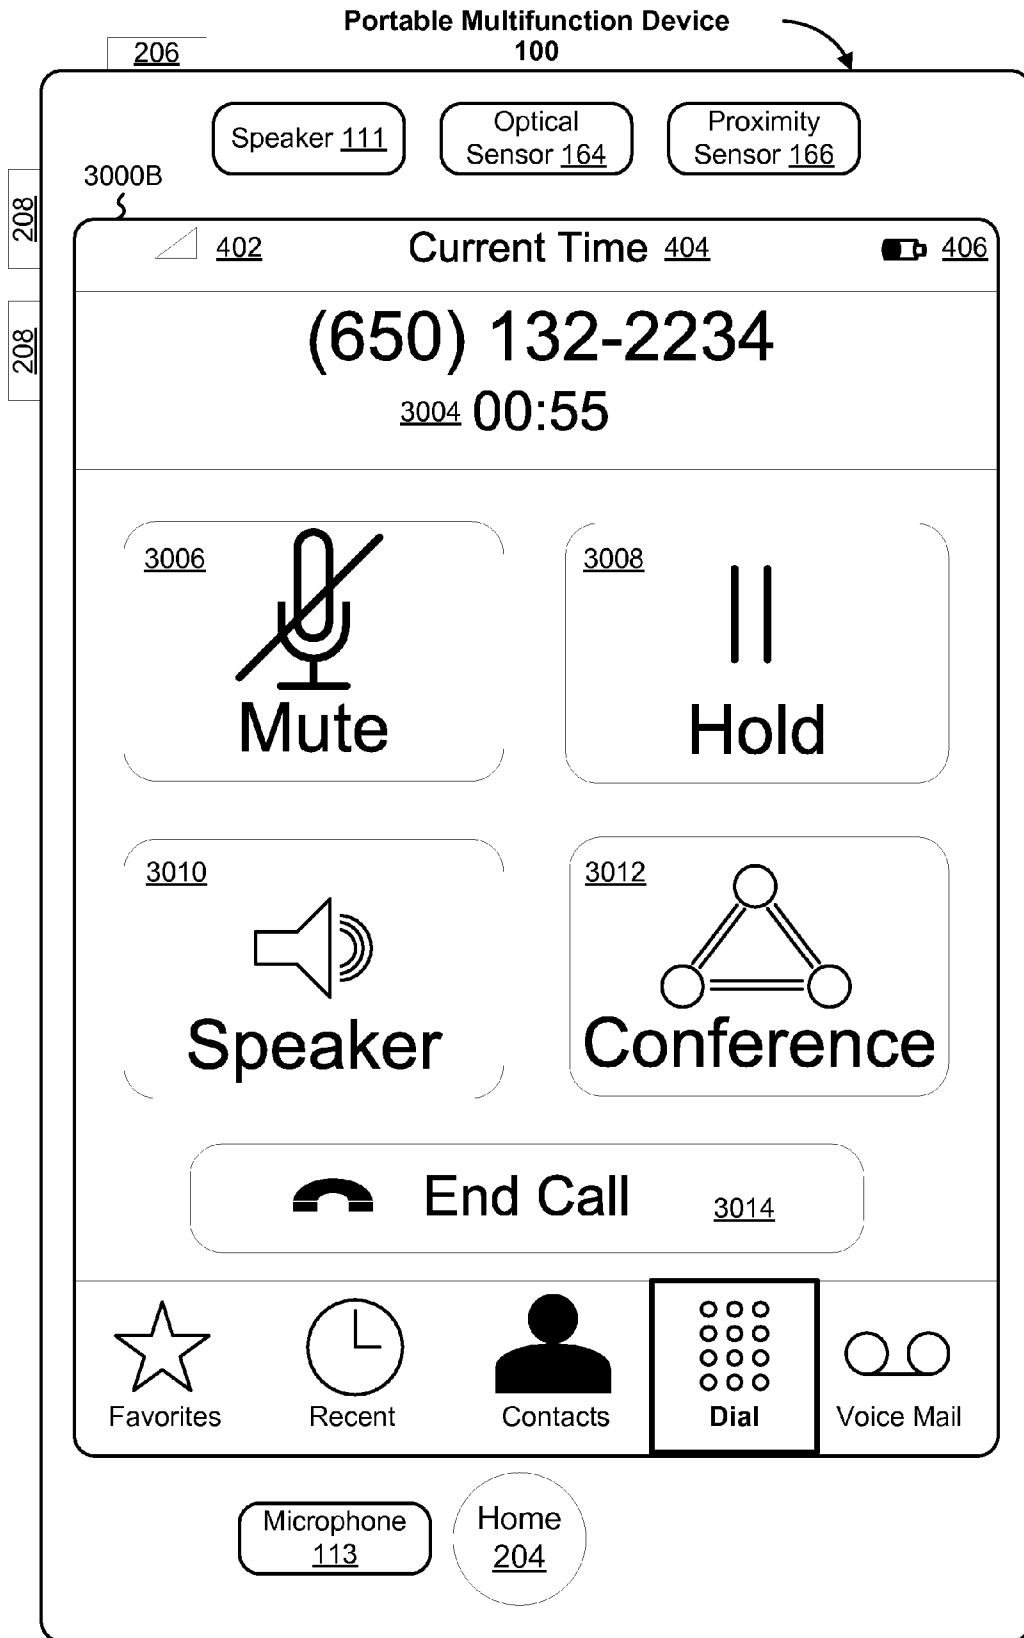 Portable Multifunction Device
100
206
Speaker 111
Optical
Sensor 164
Proximity
Sensor 166
3000B
208
208
402
Current Time 404
406
(650) 132-2234
3004 00:55
3006
Mute
3008
Hold
3010
Speaker
3012
Conference
End Call
3014
Favorites
Recent
Contacts
Dial
Voice Mail
Microphone
113
Home
204